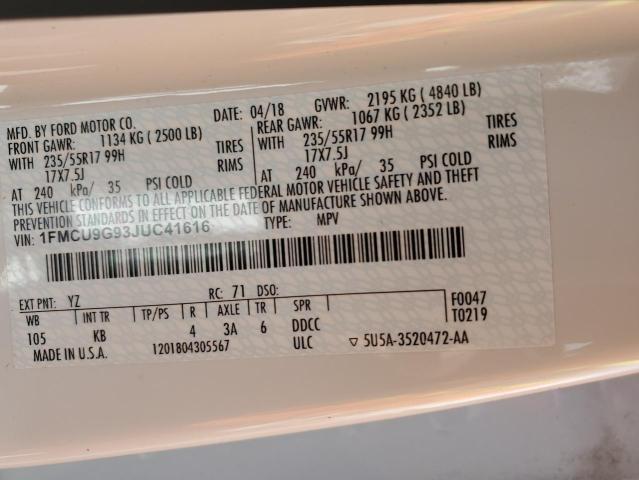 MFD. BY FORD MOTOR CO. DATE: 04/18 GVWR: 2195 KG ( 4840 LB)
FRONT GAWR: 1134 KG ( 2500 LB) REAR GAWR: 1067 KG ( 2352 LB)
WITH 235/55R17 99H TIRES WITH 235/55R17 99H TIRES
17X7.5J RIMS 17X7.5J RIMS
AT 240 kPa/ 35 PSI COLD AT 240 kPa/ 35 PSI COLD
THIS VEHICLE CONFORMS TO ALL APPLICABLE FEDERAL MOTOR VEHICLE SAFETY AND THEFT
PREVENTION STANDARDS IN EFFECT ON THE DATE OF MANUFACTURE SHOWN ABOVE.
VIN: 1FMCU9G93JUC41616 TYPE: MPV
EXT PNT: YZ RC: 71 DSO: F0047
WB INT TR TP/PS R AXLE TR SPR T0219
105 KB 4 3A 6 DDCC
MADE IN U.S.A. 1201804305567 ULC ▽ 5U5A-3520472-AA